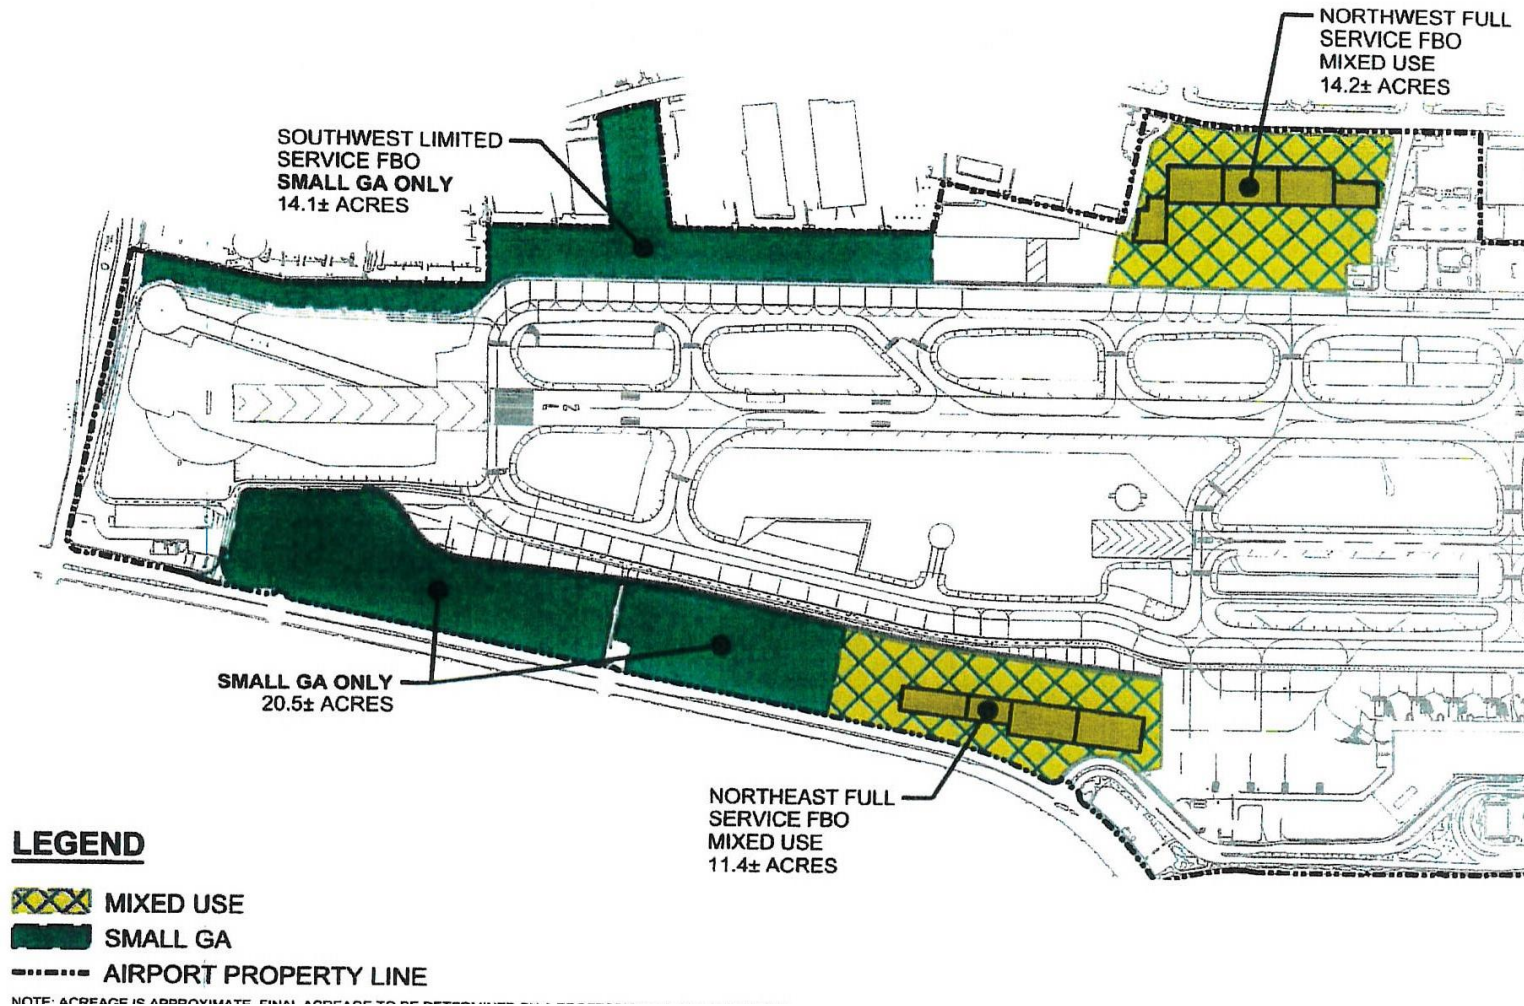 NORTHWEST FULL
SERVICE FBO
MIXED USE
14.2± ACRES
SOUTHWEST LIMITED
SERVICE FBO
SMALL GA ONLY
14.1± ACRES
SMALL GA ONLY
20.5± ACRES
NORTHEAST FULL
SERVICE FBO
MIXED USE
11.4± ACRES
LEGEND
MIXED USE
SMALL GA
AIRPORT PROPERTY LINE
NOTE: ACREAGE IS APPROXIMATE. FINAL ACREAGE TO BE DETERMINED